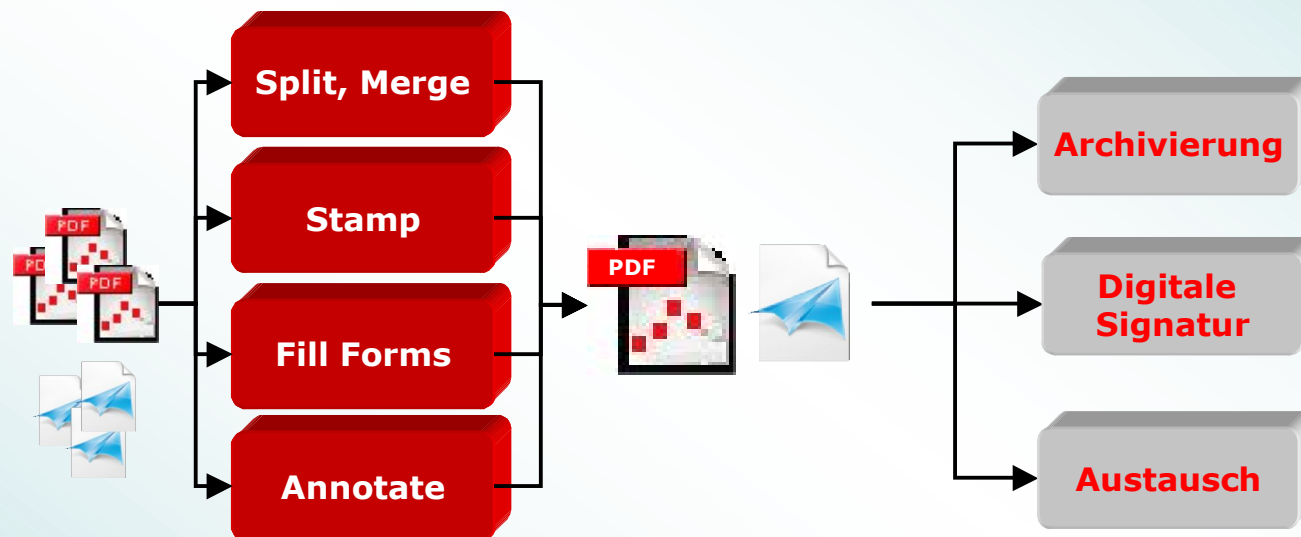 Split, Merge
Stamp
Fill Forms
Annotate
PDF
PDF
PDF
PDF
Archivierung
Digitale
Signatur
Austausch